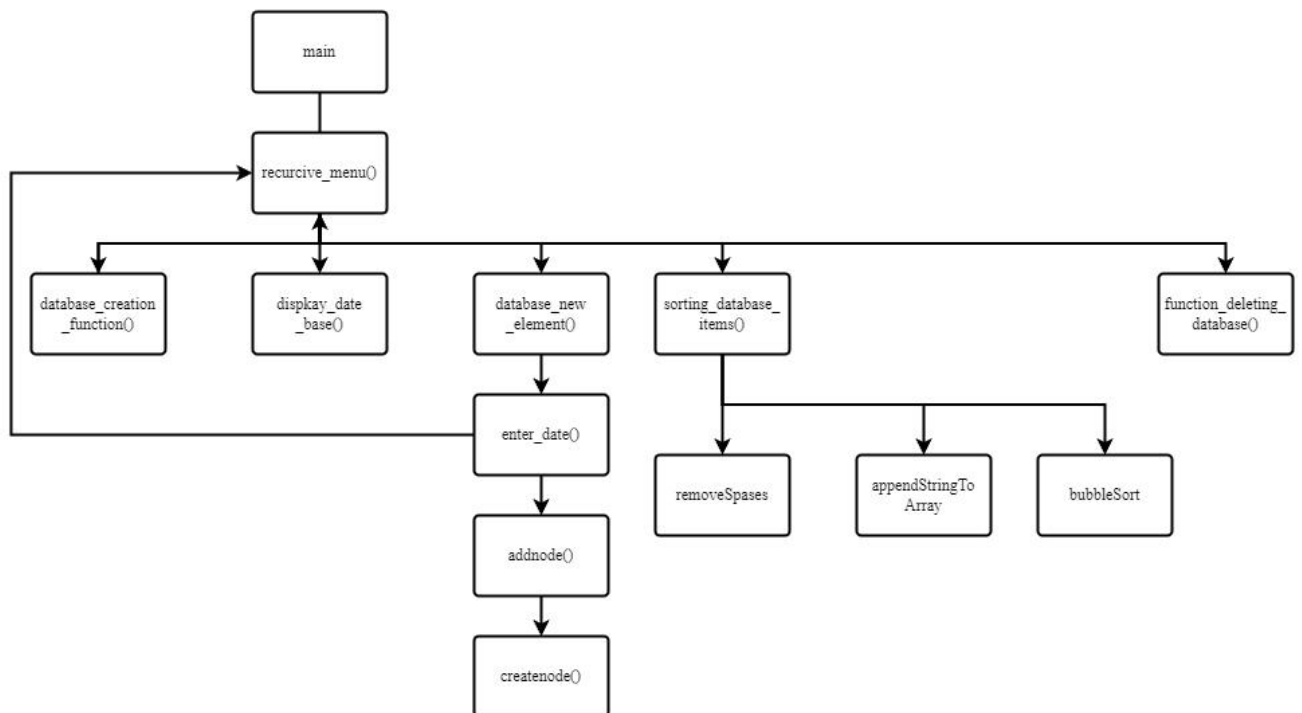 main
recurcive_menu()
database_creation
_function()
dispkay_date
_base()
database_new
_element()
sorting_database_
items()
function_deleting_
database()
enter_date()
removeSpases
appendStringTo
Array
bubbleSort
addnode()
createnode()